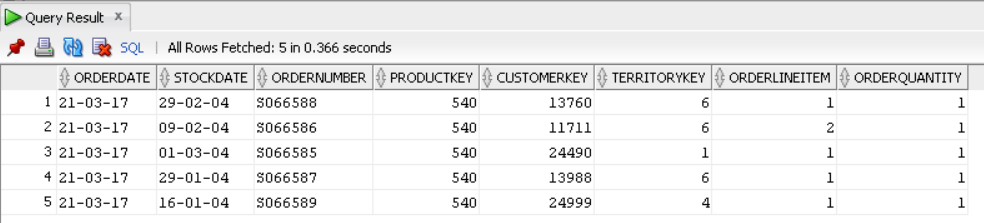 Query Result x
SQL | All Rows Fetched: 5 in 0.366 seconds
ORDERDATE STOCKDATE ORDERNUMBER PRODUCTKEY CUSTOMERKEY TERRITORYKEY ORDERLINEITEM ORDERQUANTITY
1 21-03-17 29-02-04 SO66588 540 13760 6 1 1
2 21-03-17 09-02-04 SO66586 540 11711 6 2 1
3 21-03-17 01-03-04 SO66585 540 24490 1 1 1
4 21-03-17 29-01-04 SO66587 540 13988 6 1 1
5 21-03-17 16-01-04 SO66589 540 24999 4 1 1